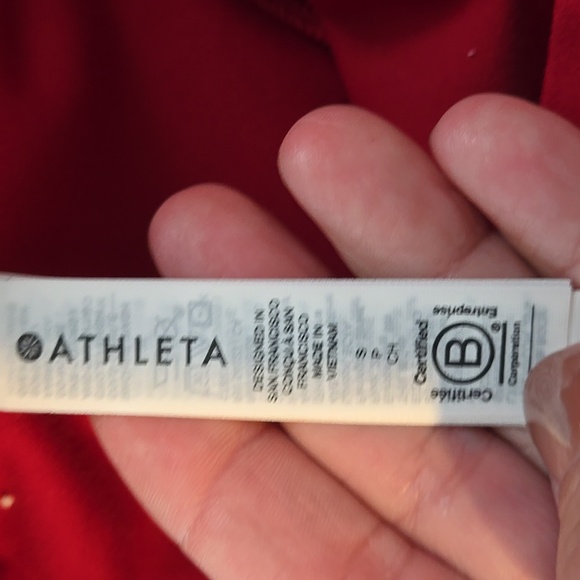 ATHLETA
DESIGNED IN
SAN FRANCISCO
CONÇU À SAN
FRANCISCO
MADE IN
VIETNAM
S
P
CH
Certified
Entreprise
B
®
Certifiée
Corporation